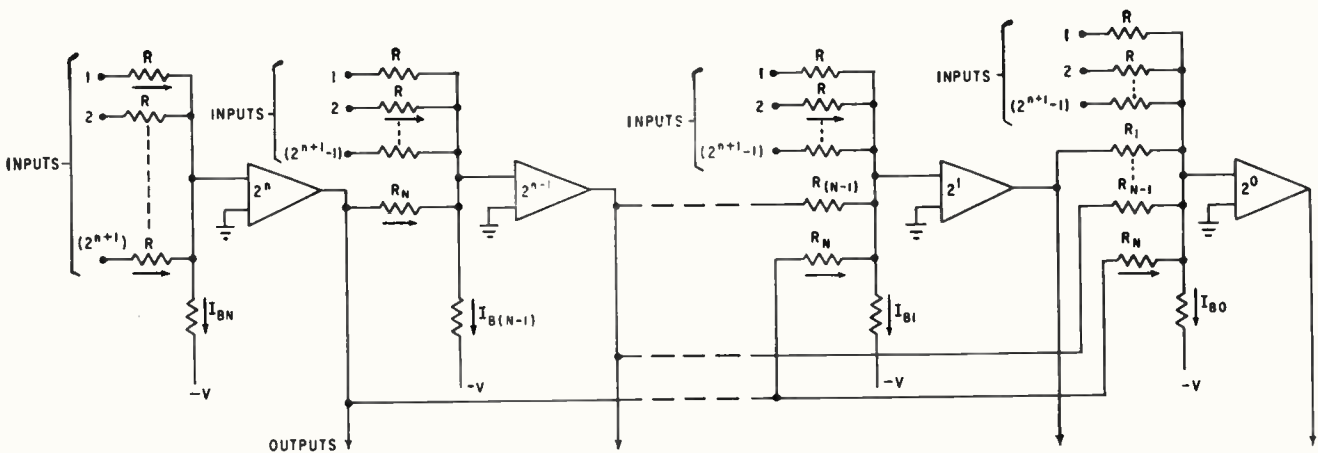 INPUTS
1 R
2 R
(2ⁿ⁺¹) R
I_BN
-V
2ⁿ
INPUTS
1 R
2 R
(2ⁿ⁺¹-1)
R_N
I_B(N-1)
-V
2ⁿ⁻¹
INPUTS
1 R
2 R
(2ⁿ⁺¹-1)
R_(N-1)
R_N
I_B1
-V
2¹
INPUTS
1 R
2 R
(2ⁿ⁺¹-1)
R_1
R_N-1
R_N
I_B0
-V
2⁰
OUTPUTS